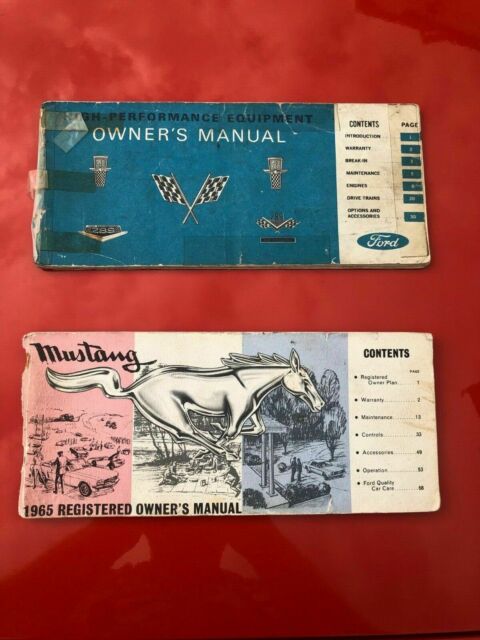 HIGH-PERFORMANCE EQUIPMENT
OWNER'S MANUAL
CONTENTS PAGE
INTRODUCTION
WARRANTY
BREAK-IN
MAINTENANCE
ENGINES
DRIVE TRAINS
OPTIONS AND
ACCESSORIES
Ford
Mustang
1965 REGISTERED OWNER'S MANUAL
CONTENTS
PAGE
Registered
Owner Plan....1
Warranty..........2
Maintenance.......13
Controls..........33
Accessories.......49
Operation.........53
Ford Quality
Car Care........58